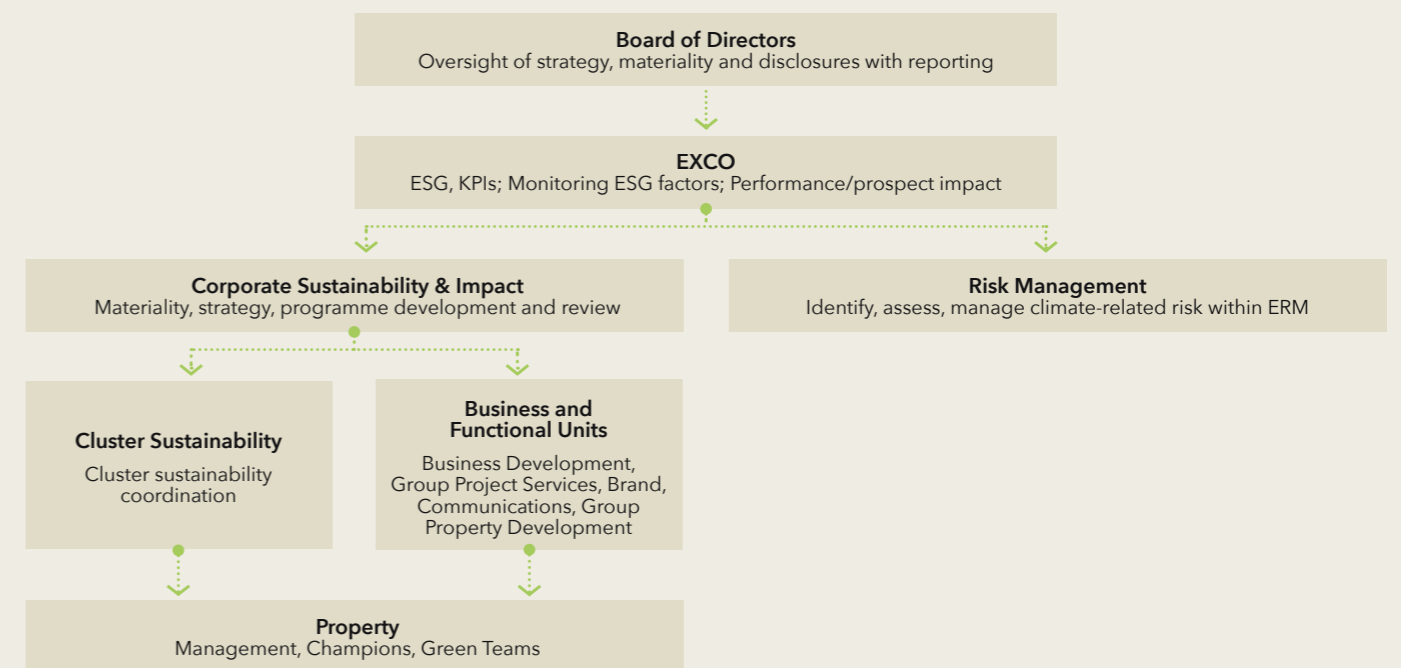 Board of Directors
Oversight of strategy, materiality and disclosures with reporting
EXCO
ESG, KPIs; Monitoring ESG factors; Performance/prospect impact
Corporate Sustainability & Impact
Materiality, strategy, programme development and review
Risk Management
Identify, assess, manage climate-related risk within ERM
Cluster Sustainability
Cluster sustainability
coordination
Business and
Functional Units
Business Development,
Group Project Services, Brand,
Communications, Group
Property Development
Property
Management, Champions, Green Teams